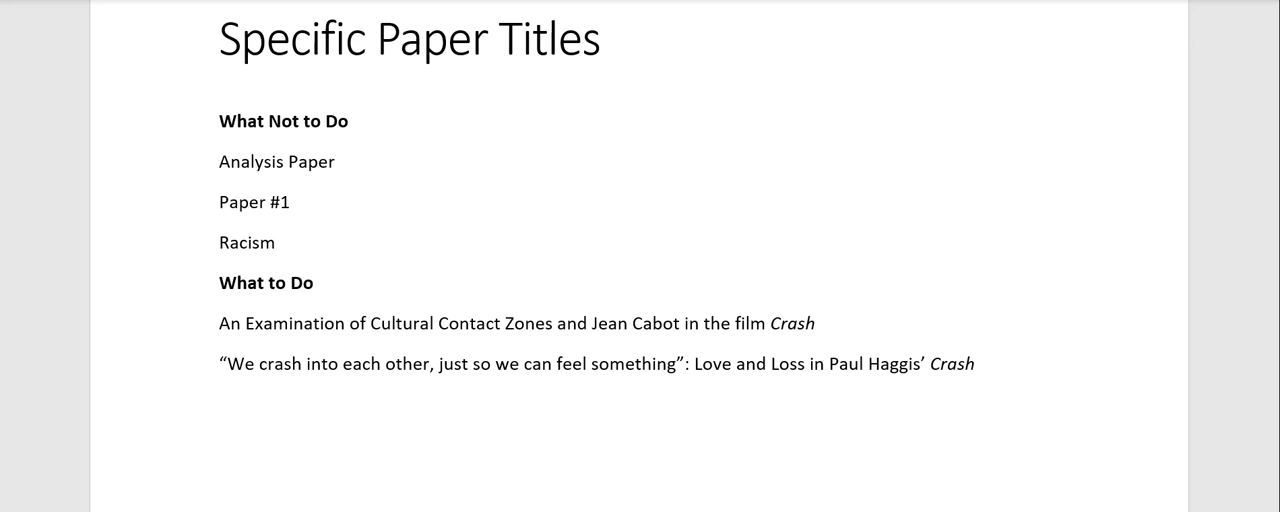 Specific Paper Titles
What Not to Do
Analysis Paper
Paper #1
Racism
What to Do
An Examination of Cultural Contact Zones and Jean Cabot in the film Crash
“We crash into each other, just so we can feel something”: Love and Loss in Paul Haggis’ Crash